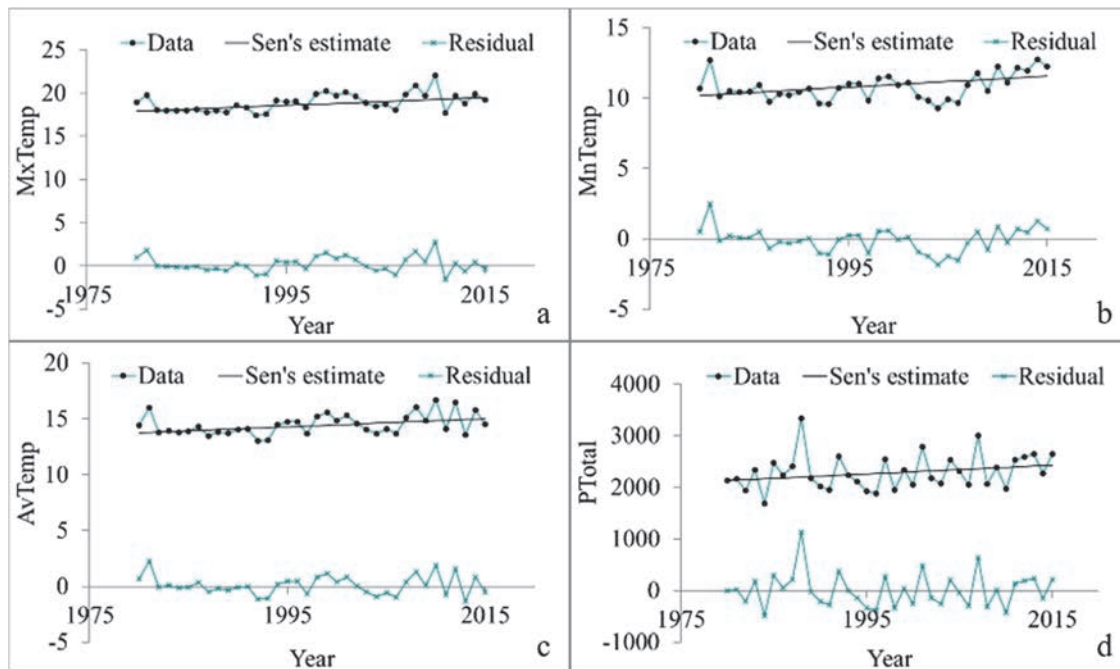 Data Sen's estimate Residual
25
20
15
10
5
0
-5
MxTemp
1975
1995
2015
Year
a
Data Sen's estimate Residual
15
10
5
0
-5
MnTemp
1975
1995
2015
Year
b
Data Sen's estimate Residual
20
15
10
5
0
-5
AvTemp
1975
1995
2015
Year
c
Data Sen's estimate Residual
4000
3000
2000
1000
0
-1000
PTotal
1975
1995
2015
Year
d